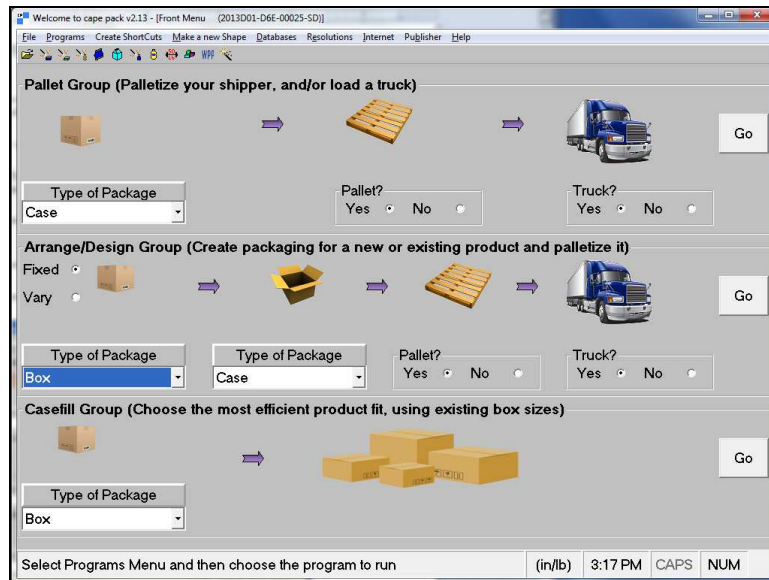 Welcome to cape pack v2.13 - [Front Menu (2013D01-D6E-00025-SD)]
File Programs Create ShortCuts Make a new Shape Databases Resolutions Internet Publisher Help
WPF
Pallet Group (Palletize your shipper, and/or load a truck)
Go
Type of Package
Case
Pallet?
Yes No
Truck?
Yes No
Arrange/Design Group (Create packaging for a new or existing product and palletize it)
Fixed
Vary
Go
Type of Package
Box
Type of Package
Case
Pallet?
Yes No
Truck?
Yes No
Casefill Group (Choose the most efficient product fit, using existing box sizes)
Go
Type of Package
Box
Select Programs Menu and then choose the program to run (in/lb) 3:17 PM CAPS NUM